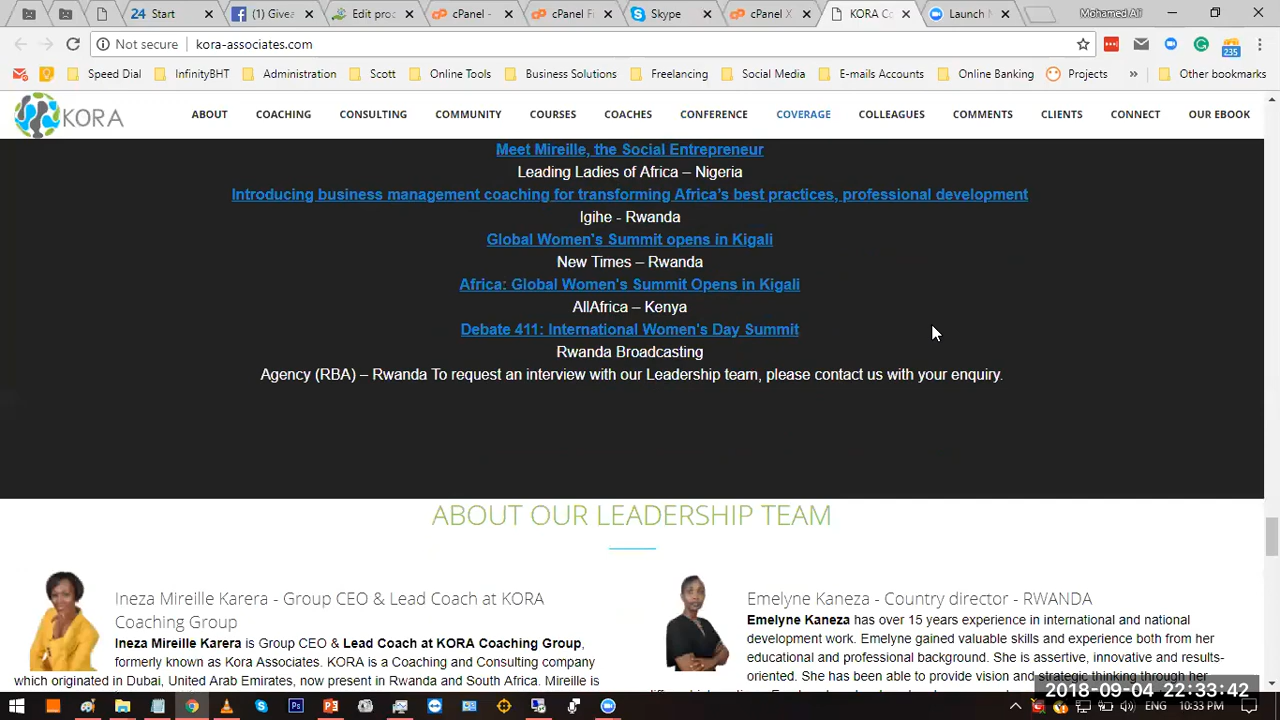 24 Start
(1) Givea
Edit proc
cPanel -
cPanel Fi
Skype
cPanel X
KORA Co
Launch M
Mohamed Ali
Not secure | kora-associates.com
235
Speed Dial InfinityBHT Administration Scott Online Tools Business Solutions Freelancing Social Media E-mails Accounts Online Banking Projects » Other bookmarks
KORA
ABOUT COACHING CONSULTING COMMUNITY COURSES COACHES CONFERENCE COVERAGE COLLEAGUES COMMENTS CLIENTS CONNECT OUR EBOOK
Meet Mireille, the Social Entrepreneur
Leading Ladies of Africa – Nigeria
Introducing business management coaching for transforming Africa's best practices, professional development
Igihe - Rwanda
Global Women's Summit opens in Kigali
New Times – Rwanda
Africa: Global Women's Summit Opens in Kigali
AllAfrica – Kenya
Debate 411: International Women's Day Summit
Rwanda Broadcasting
Agency (RBA) – Rwanda To request an interview with our Leadership team, please contact us with your enquiry.
ABOUT OUR LEADERSHIP TEAM
Ineza Mireille Karera - Group CEO & Lead Coach at KORA
Coaching Group
Ineza Mireille Karera is Group CEO & Lead Coach at KORA Coaching Group,
formerly known as Kora Associates. KORA is a Coaching and Consulting company
which originated in Dubai, United Arab Emirates, now present in Rwanda and South Africa. Mireille is
Emelyne Kaneza - Country director - RWANDA
Emelyne Kaneza has over 15 years experience in international and national
development work. Emelyne gained valuable skills and experience both from her
educational and professional background. She is assertive, innovative and results-
oriented. She has been able to provide vision and strategic thinking through her
2018-09-04 22:33:42
ENG 10:33 PM